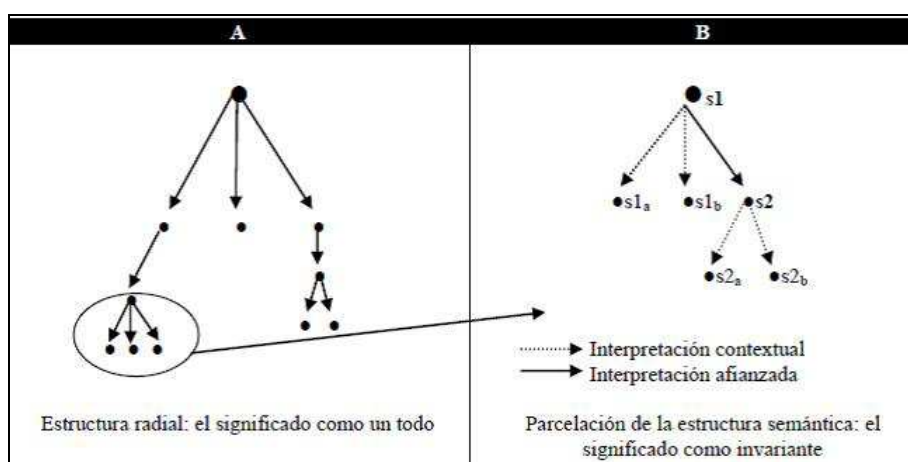 A
B
s1
s1a
s1b
s2
s2a
s2b
Interpretación contextual
Interpretación afianzada
Estructura radial: el significado como un todo
Parcelación de la estructura semántica: el
significado como invariante